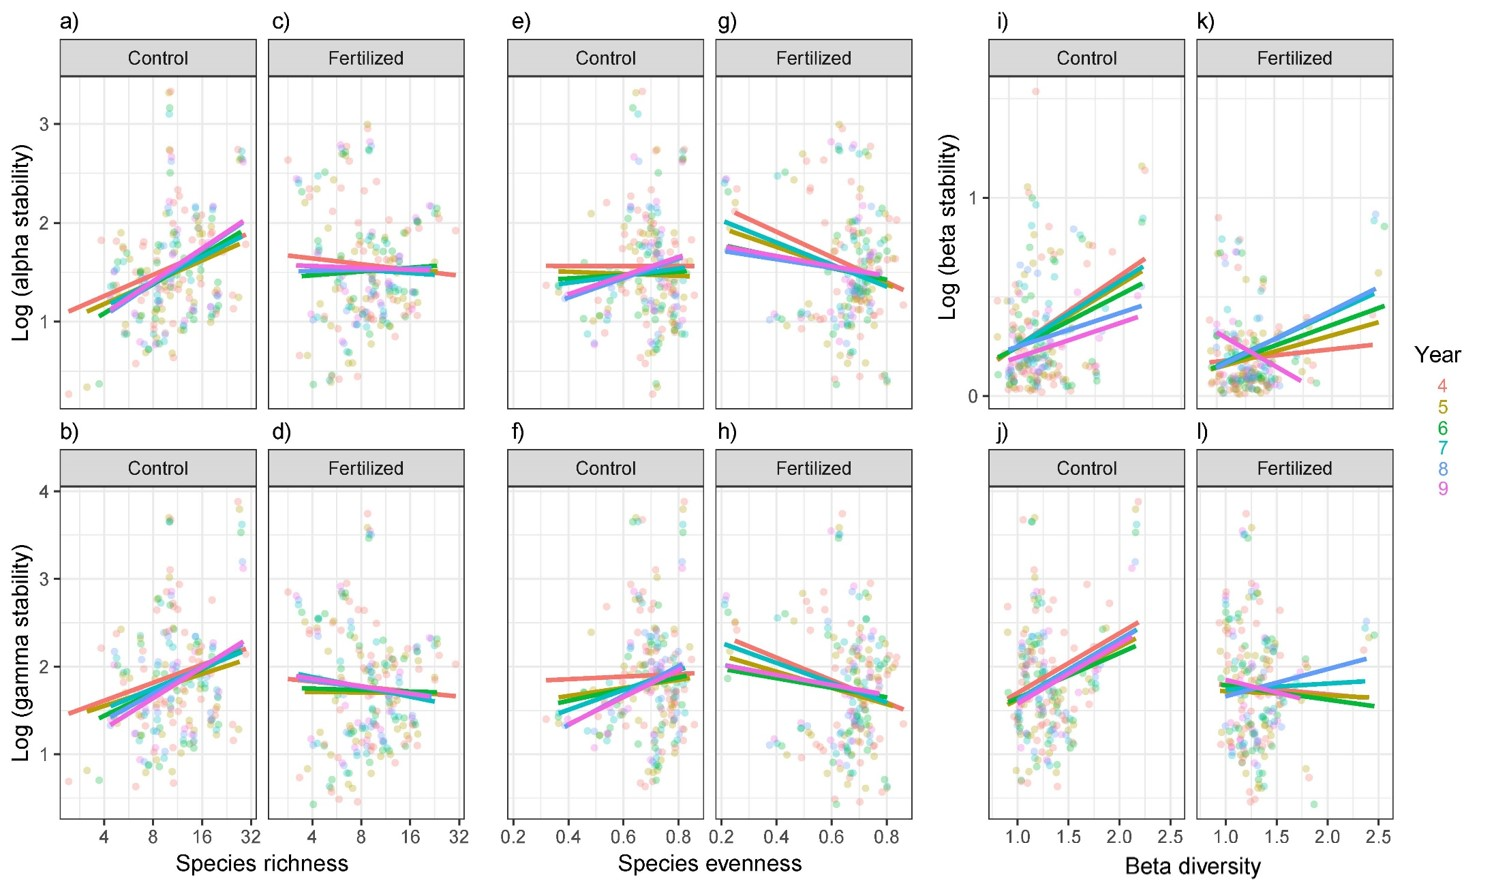 a)
c)
e)
g)
i)
k)
Control
Fertilized
Control
Fertilized
Control
Fertilized
Log (alpha stability)
3
2
1
Log (beta stability)
1
0
Year
4
5
6
7
8
9
b)
d)
f)
h)
j)
l)
Control
Fertilized
Control
Fertilized
Control
Fertilized
Log (gamma stability)
4
3
2
1
4 8 16 32
4 8 16 32
0.2 0.4 0.6 0.8
0.2 0.4 0.6 0.8
1.0 1.5 2.0 2.5
1.0 1.5 2.0 2.5
Species richness
Species evenness
Beta diversity